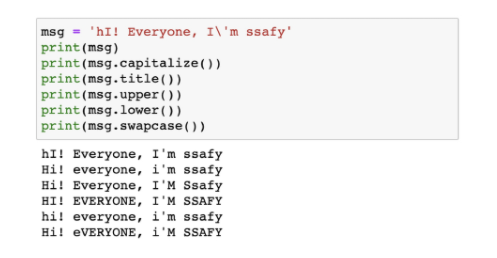 msg = 'hI! Everyone, I\'m ssafy'
print(msg)
print(msg.capitalize())
print(msg.title())
print(msg.upper())
print(msg.lower())
print(msg.swapcase())
hI! Everyone, I'm ssafy
Hi! everyone, i'm ssafy
Hi! Everyone, I'M Ssafy
HI! EVERYONE, I'M SSAFY
hi! everyone, i'm ssafy
Hi! eVERYONE, i'M SSAFY